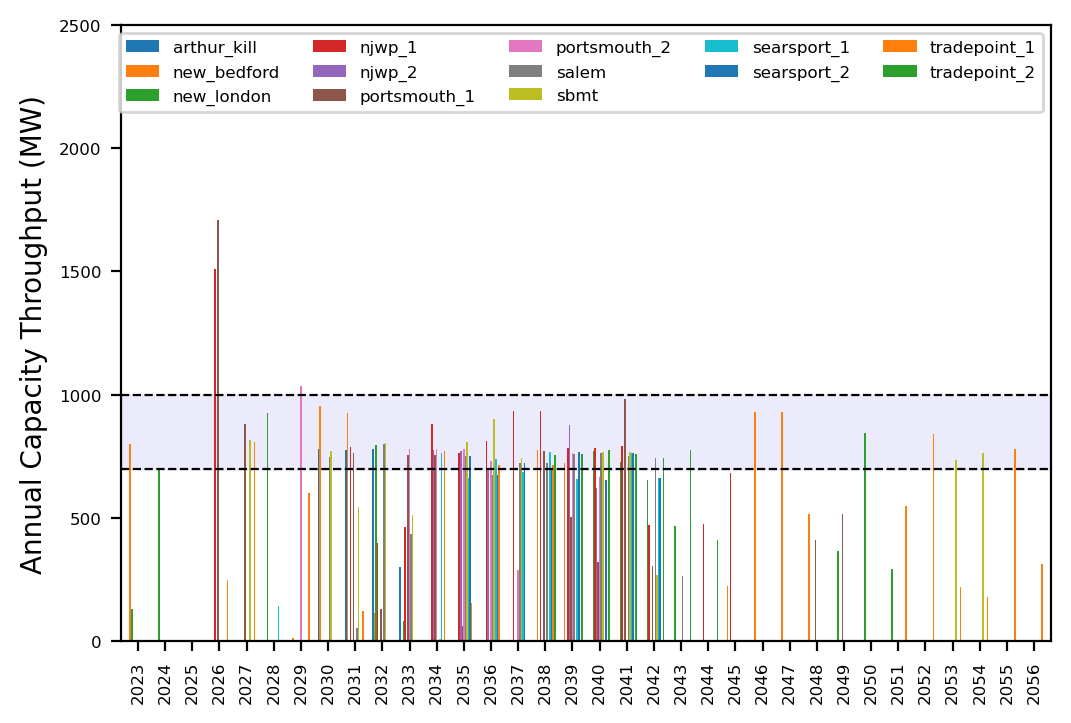 Annual Capacity Throughput (MW)
2500
2000
1500
1000
500
0
arthur_kill
new_bedford
new_london
njwp_1
njwp_2
portsmouth_1
portsmouth_2
salem
sbmt
searsport_1
searsport_2
tradepoint_1
tradepoint_2
2023 2024 2025 2026 2027 2028 2029 2030 2031 2032 2033 2034 2035 2036 2037 2038 2039 2040 2041 2042 2043 2044 2045 2046 2047 2048 2049 2050 2051 2052 2053 2054 2055 2056